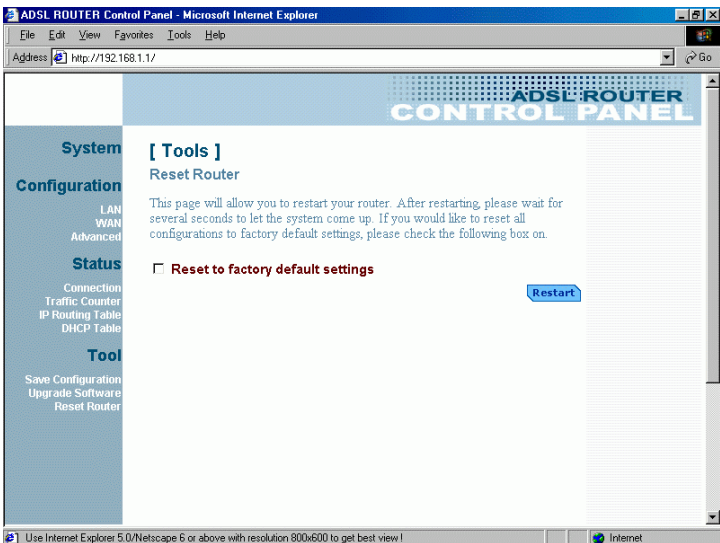 ADSL ROUTER Control Panel - Microsoft Internet Explorer
File Edit View Favorites Tools Help
Address http://192.168.1.1/ Go
ADSL ROUTER
CONTROL PANEL
System
Configuration
LAN
WAN
Advanced
Status
Connection
Traffic Counter
IP Routing Table
DHCP Table
Tool
Save Configuration
Upgrade Software
Reset Router
[ Tools ]
Reset Router
This page will allow you to restart your router. After restarting, please wait for
several seconds to let the system come up. If you would like to reset all
configurations to factory default settings, please check the following box on.
Reset to factory default settings
Restart
Use Internet Explorer 5.0/Netscape 6 or above with resolution 800x600 to get best view !
Internet